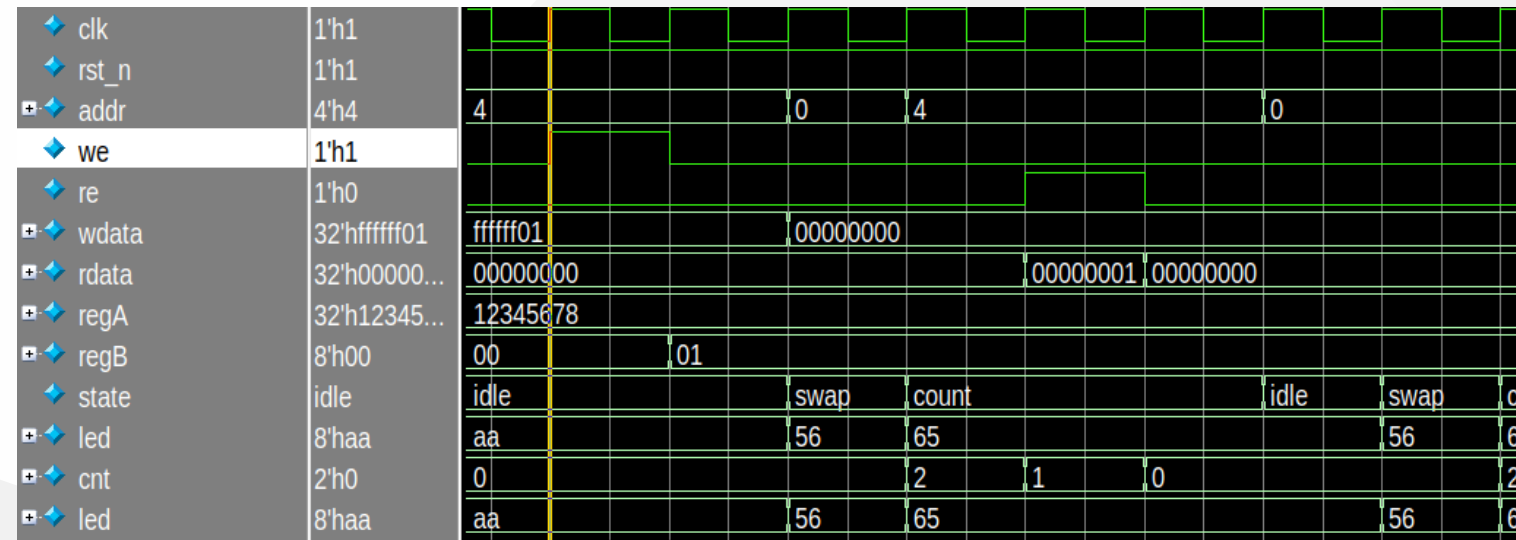 clk 1'h1
rst_n 1'h1
addr 4'h4 4 0 4 0
we 1'h1
re 1'h0
wdata 32'hffffff01 ffffff01 00000000
rdata 32'h00000... 00000000 00000001 00000000
regA 32'h12345... 12345678
regB 8'h00 00 01
state idle idle swap count idle swap
led 8'haa aa 56 65 56 6
cnt 2'h0 0 2 1 0 2
led 8'haa aa 56 65 56 6